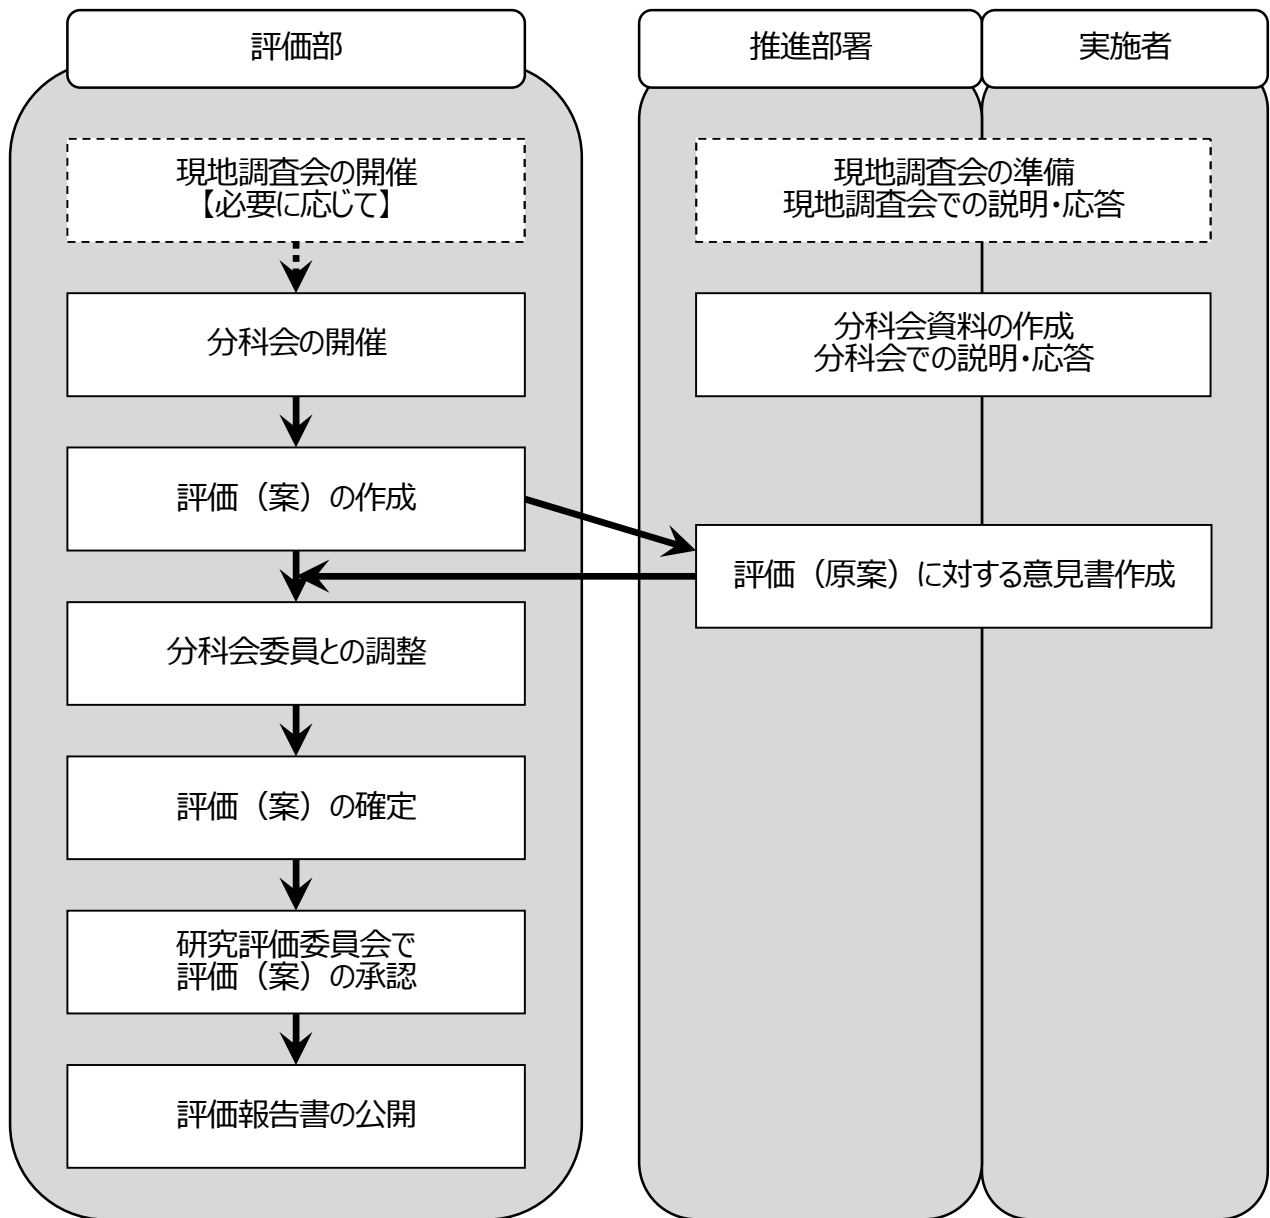 評価部
推進部署
実施者
現地調査会の開催
【必要に応じて】
現地調査会の準備
現地調査会での説明・応答
分科会の開催
分科会資料の作成
分科会での説明・応答
評価（案）の作成
評価（原案）に対する意見書作成
分科会委員との調整
評価（案）の確定
研究評価委員会で
評価（案）の承認
評価報告書の公開